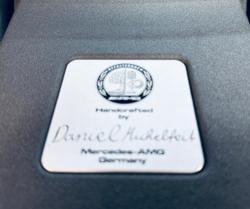 Handcrafted
by
Daniel
Mercedes-AMG
Germany